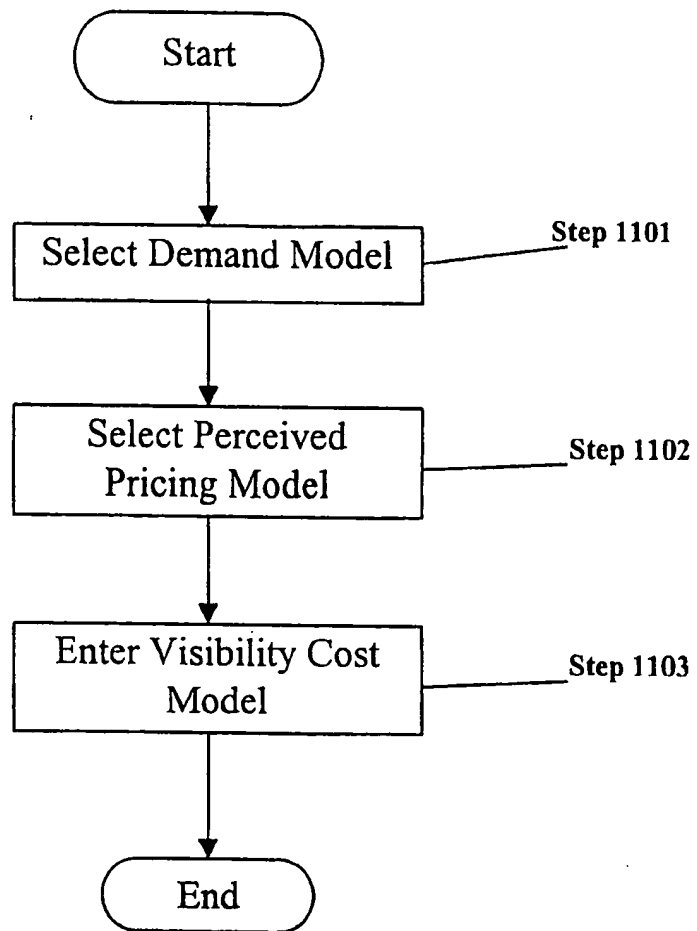 Start
Select Demand Model
Step 1101
Select Perceived
Pricing Model
Step 1102
Enter Visibility Cost
Model
Step 1103
End